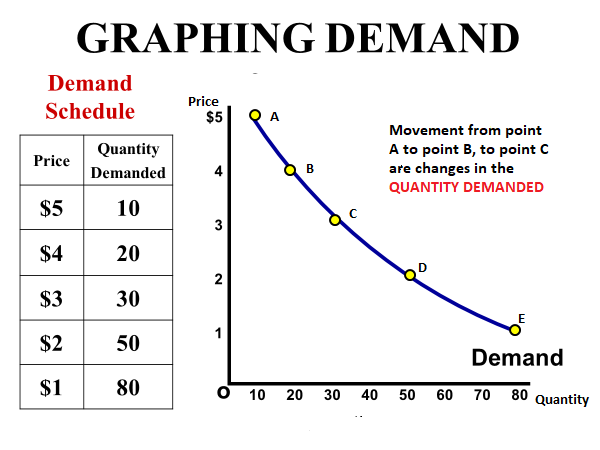 GRAPHING DEMAND
Demand
Schedule
Price Quantity
Demanded
$5 10
$4 20
$3 30
$2 50
$1 80
Price
$5
4
3
2
1
O 10 20 30 40 50 60 70 80 Quantity
A
B
C
D
E
Movement from point
A to point B, to point C
are changes in the
QUANTITY DEMANDED
Demand